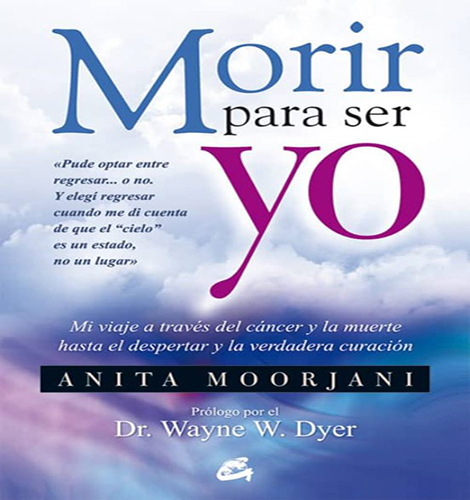 Morir
para ser
yo
«Pude optar entre
regresar... o no.
Y elegí regresar
cuando me di cuenta
de que el “cielo”
es un estado,
no un lugar»
Mi viaje a través del cáncer y la muerte
hasta el despertar y la verdadera curación
ANITA MOORJANI
Prólogo por el
Dr. Wayne W. Dyer